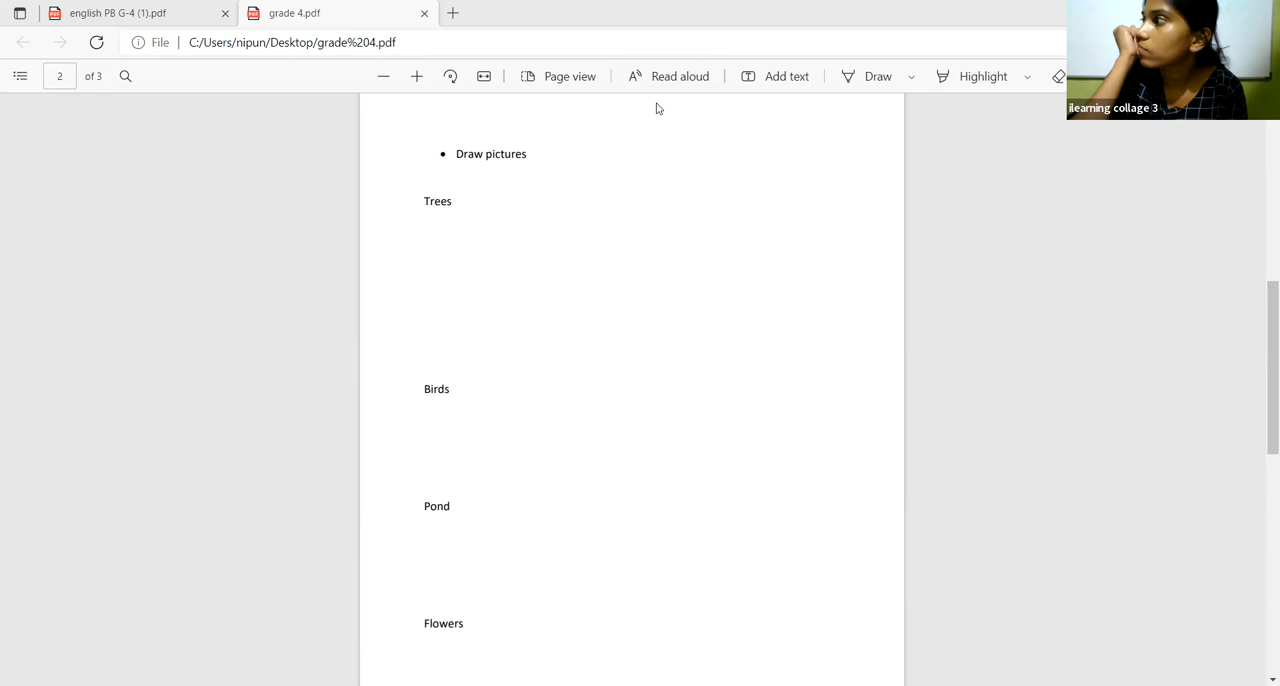 english PB G-4 (1).pdf
grade 4.pdf
File
C:/Users/nipun/Desktop/grade%204.pdf
2 of 3
Page view
Read aloud
Add text
Draw
Highlight
ilearning collage 3
• Draw pictures
Trees
Birds
Pond
Flowers